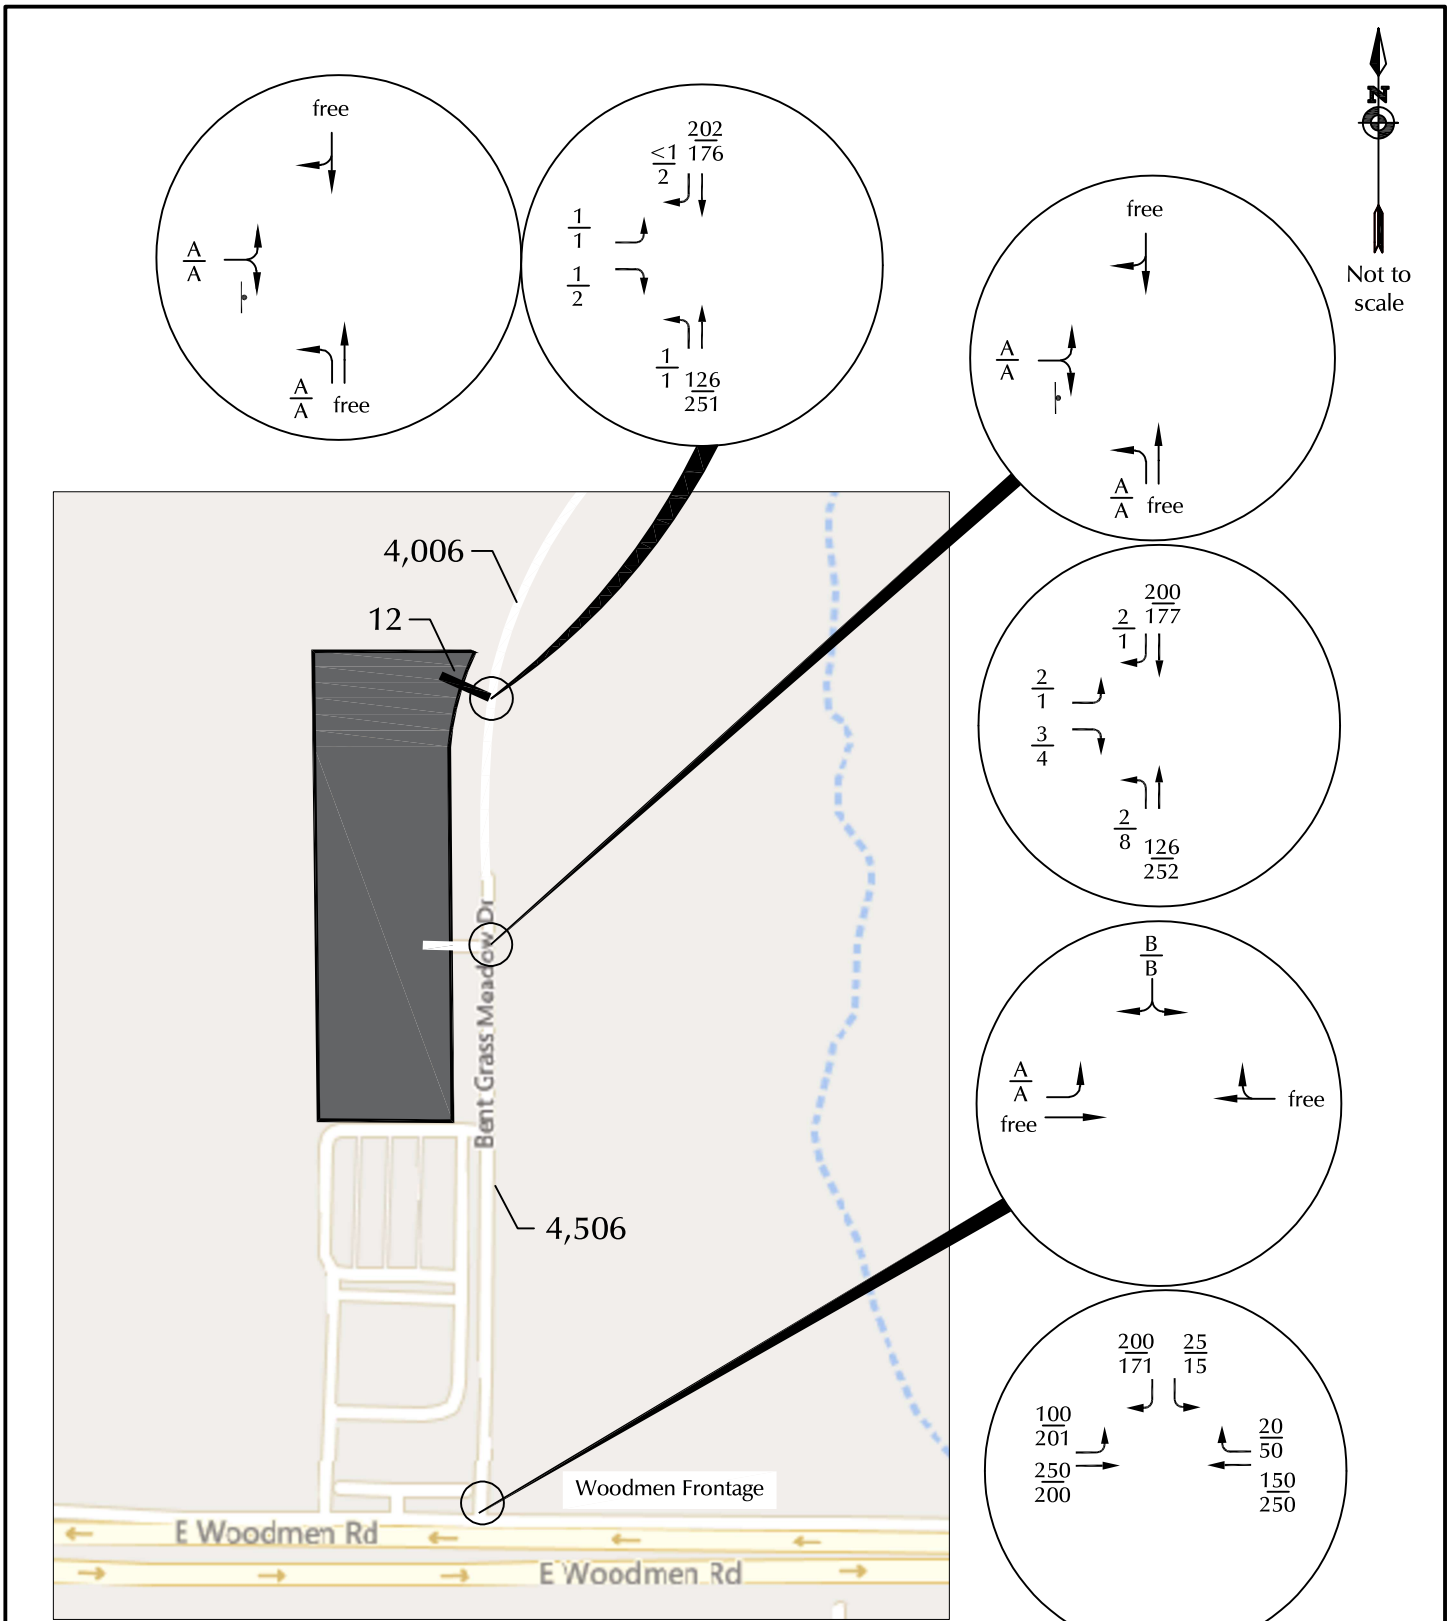 free
A
A
A
A
free
202
176
<1
2
1
1
1
2
1
1
126
251
N
Not to
scale
free
A
A
A
A
free
200
177
2
1
2
1
3
4
2
8
126
252
4,006
12
Bent Grass Meadow Dr
4,506
B
B
A
A
free
free
200
171
25
15
100
201
250
200
20
50
150
250
Woodmen Frontage
E Woodmen Rd
E Woodmen Rd